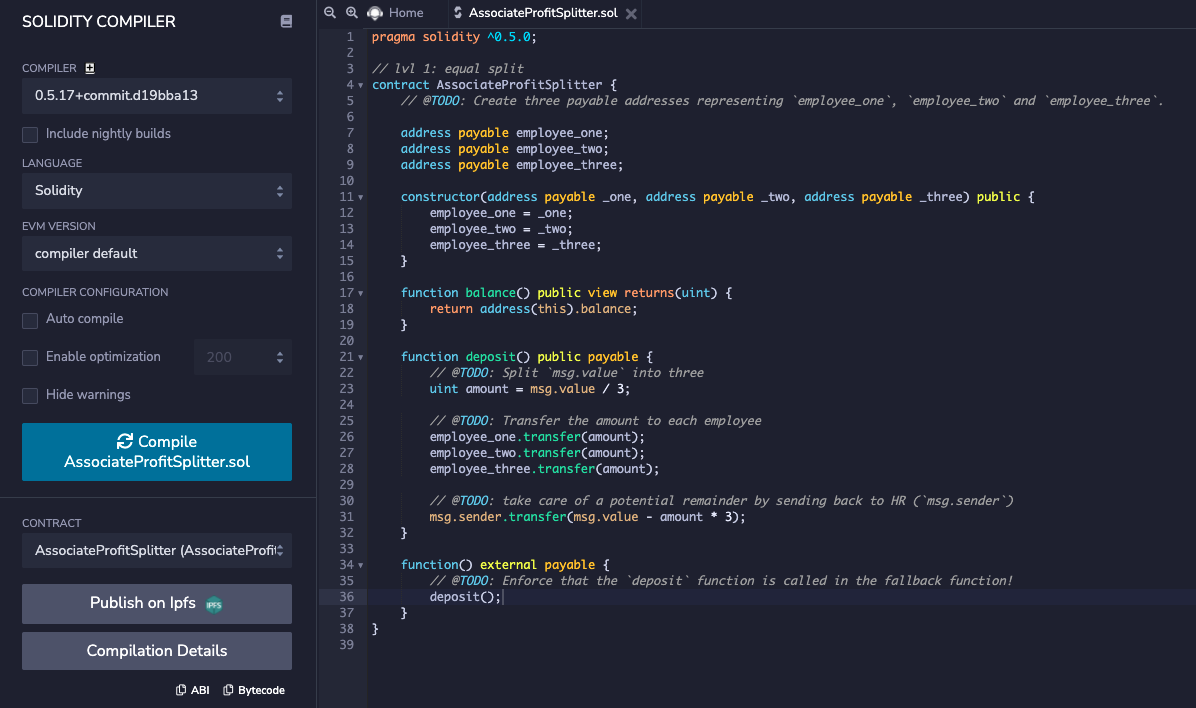 SOLIDITY COMPILER
COMPILER
0.5.17+commit.d19bba13
Include nightly builds
LANGUAGE
Solidity
EVM VERSION
compiler default
COMPILER CONFIGURATION
Auto compile
Enable optimization 200
Hide warnings
Compile
AssociateProfitSplitter.sol
CONTRACT
AssociateProfitSplitter (AssociateProfit
Publish on Ipfs IPFS
Compilation Details
ABI Bytecode
Home AssociateProfitSplitter.sol
1 pragma solidity ^0.5.0;
2
3 // lvl 1: equal split
4 contract AssociateProfitSplitter {
5 // @TODO: Create three payable addresses representing `employee_one`, `employee_two` and `employee_three`.
6
7 address payable employee_one;
8 address payable employee_two;
9 address payable employee_three;
10
11 constructor(address payable _one, address payable _two, address payable _three) public {
12 employee_one = _one;
13 employee_two = _two;
14 employee_three = _three;
15 }
16
17 function balance() public view returns(uint) {
18 return address(this).balance;
19 }
20
21 function deposit() public payable {
22 // @TODO: Split `msg.value` into three
23 uint amount = msg.value / 3;
24
25 // @TODO: Transfer the amount to each employee
26 employee_one.transfer(amount);
27 employee_two.transfer(amount);
28 employee_three.transfer(amount);
29
30 // @TODO: take care of a potential remainder by sending back to HR (`msg.sender`)
31 msg.sender.transfer(msg.value - amount * 3);
32 }
33
34 function() external payable {
35 // @TODO: Enforce that the `deposit` function is called in the fallback function!
36 deposit();
37 }
38 }
39